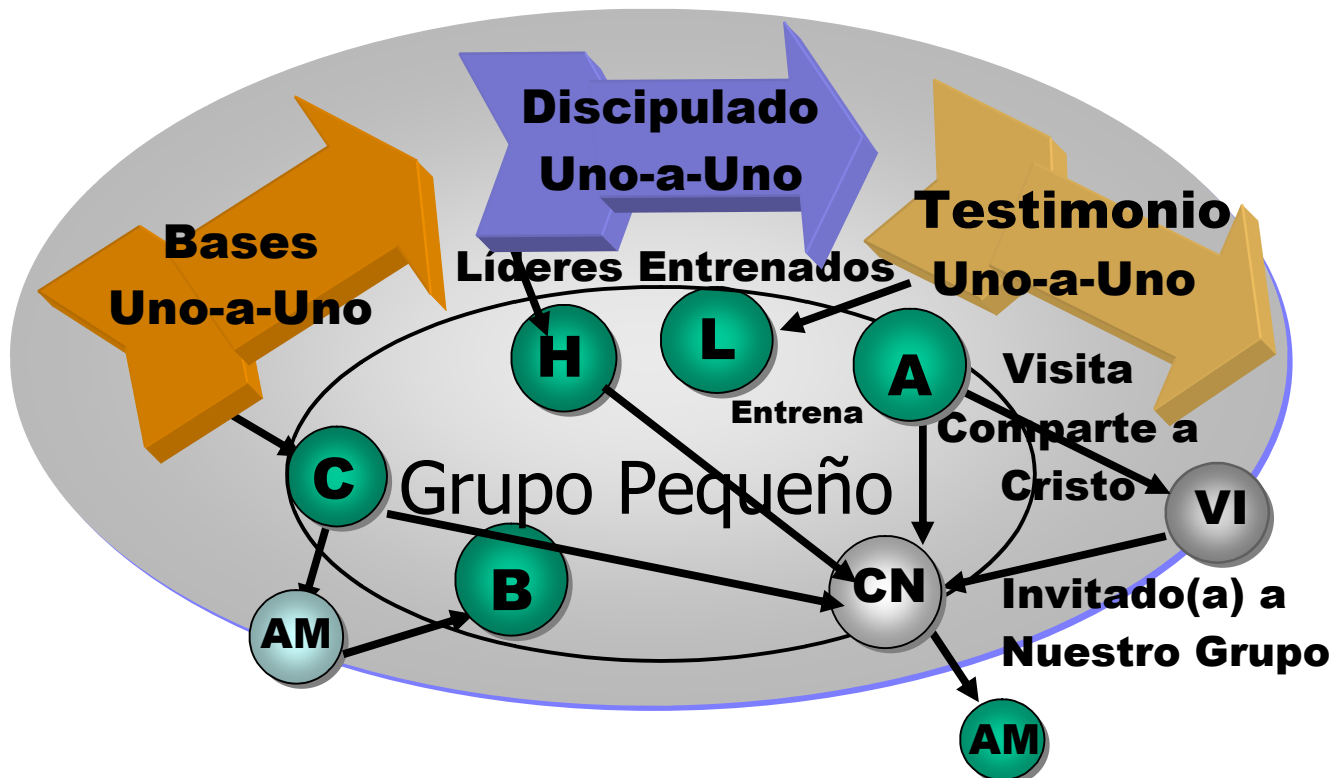 Discipulado
Uno-a-Uno
Bases
Uno-a-Uno
Testimonio
Uno-a-Uno
Líderes Entrenados
H
L
A
Entrena
Visita
Comparte a
Cristo
C
Grupo Pequeño
VI
B
CN
Invitado(a) a
Nuestro Grupo
AM
AM